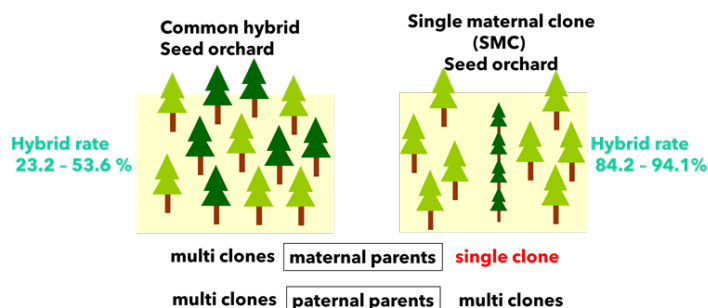 Common hybrid
Seed orchard
Single maternal clone
(SMC)
Seed orchard
Hybrid rate
23.2 – 53.6 %
Hybrid rate
84.2 – 94.1%
multi clones maternal parents single clone
multi clones paternal parents multi clones